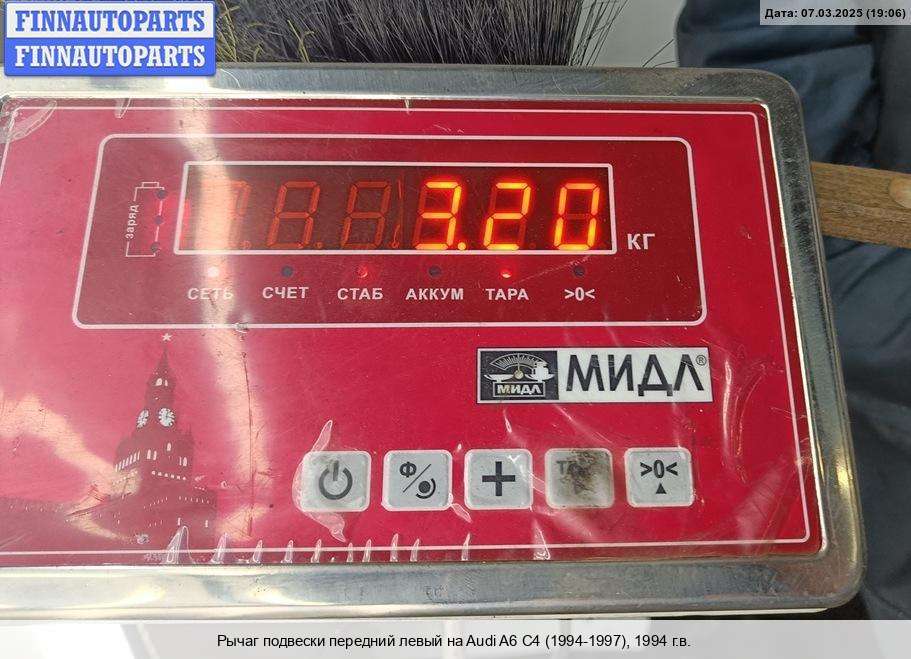 FINNAUTOPARTS
FINNAUTOPARTS
Дата: 07.03.2025 (19:06)
заряд
3.20
КГ
СЕТЬ СЧЕТ СТАБ АККУМ ТАРА >0<
МИДЛ
МИДЛ®
Ф/ >0<
Рычаг подвески передний левый на Audi A6 C4 (1994-1997), 1994 г.в.